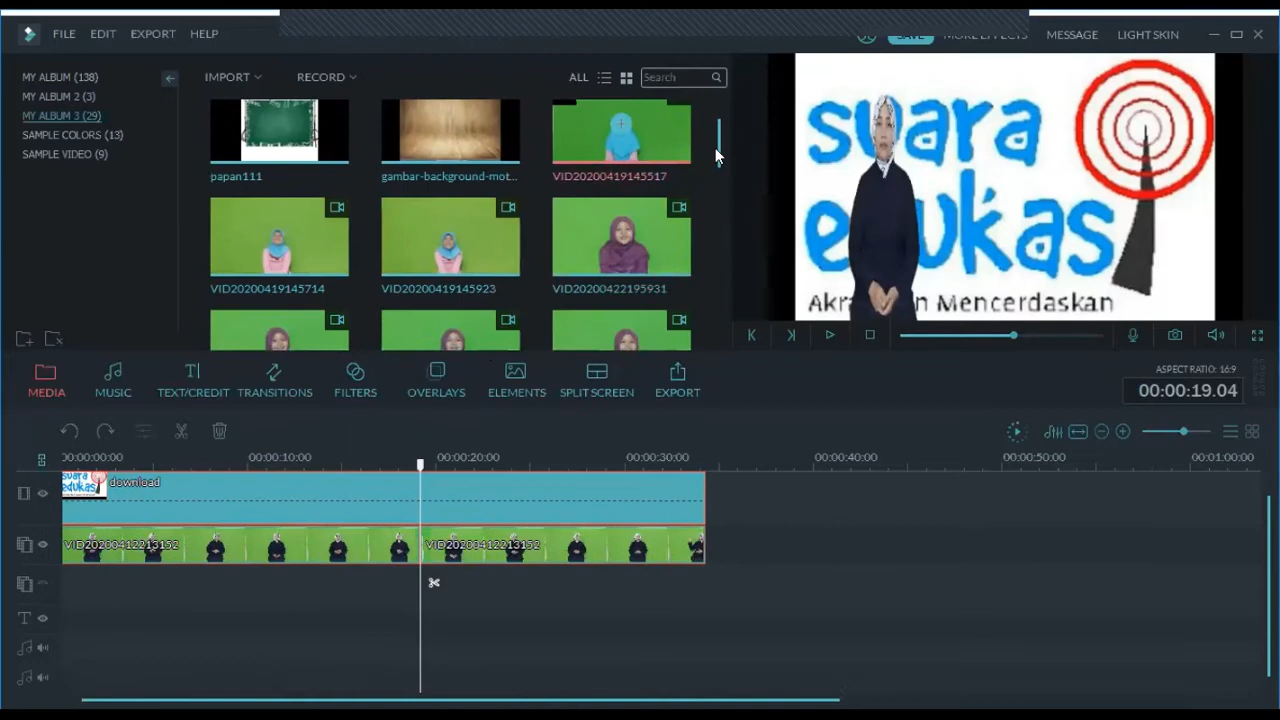 FILE EDIT EXPORT HELP
SAVE MORE EFFECTS MESSAGE LIGHT SKIN
MY ALBUM (138)
MY ALBUM 2 (3)
MY ALBUM 3 (29)
SAMPLE COLORS (13)
SAMPLE VIDEO (9)
IMPORT RECORD ALL Search
papan111 gambar-background-mot... VID20200419145517
VID20200419145714 VID20200419145923 VID20200422195931
suara
edukasi
Mencerdaskan
MEDIA MUSIC TEXT/CREDIT TRANSITIONS FILTERS OVERLAYS ELEMENTS SPLIT SCREEN EXPORT
ASPECT RATIO: 16:9
00:00:19.04
00:00:00:00 00:00:10:00 00:00:20:00 00:00:30:00 00:00:40:00 00:00:50:00 00:01:00:00
suara
edukas
download
VID20200412213152 VID20200412213152